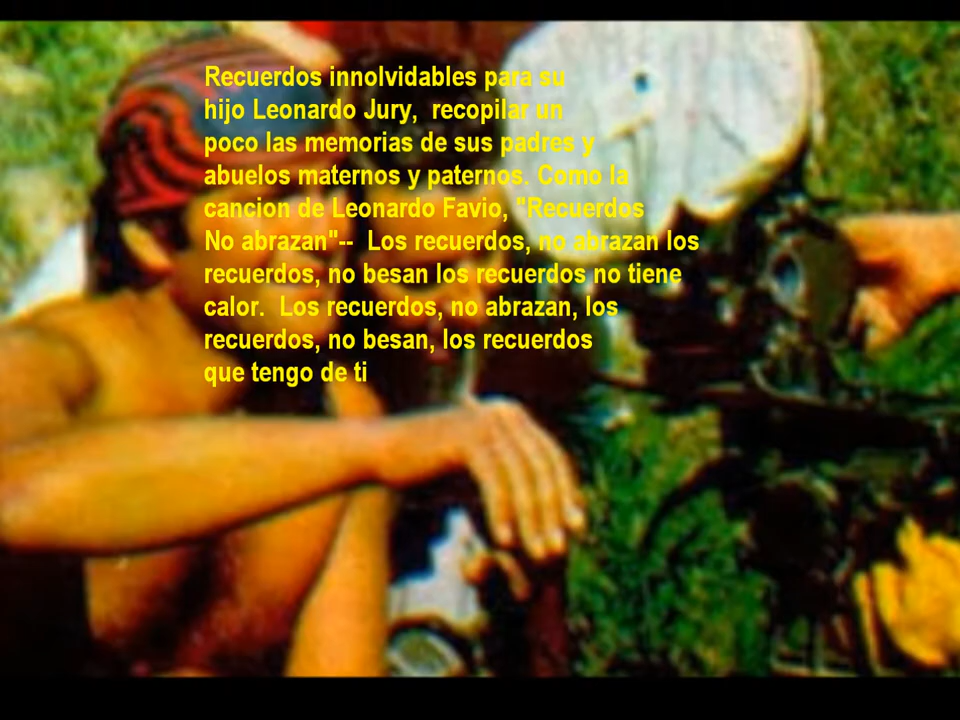 Recuerdos innolvidables para su
hijo Leonardo Jury,  recopilar un
poco las memorias de sus padres y
abuelos maternos y paternos. Como la
cancion de Leonardo Favio, "Recuerdos
No abrazan"--  Los recuerdos, no abrazan los
recuerdos, no besan los recuerdos no tiene
calor.  Los recuerdos, no abrazan, los
recuerdos, no besan, los recuerdos
que tengo de ti